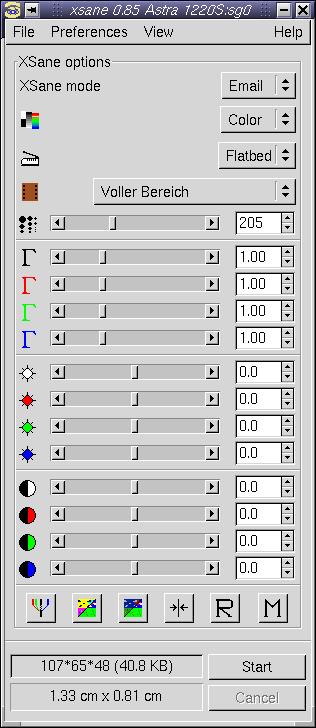 xsane 0.85 Astra 1220S:sg0
File Preferences View Help
XSane options
XSane mode Email
Color
Flatbed
Voller Bereich
205
Γ 1.00
Γ 1.00
Γ 1.00
Γ 1.00
0.0
0.0
0.0
0.0
0.0
0.0
0.0
0.0
R M
107*65*48 (40.8 KB) Start
1.33 cm x 0.81 cm Cancel